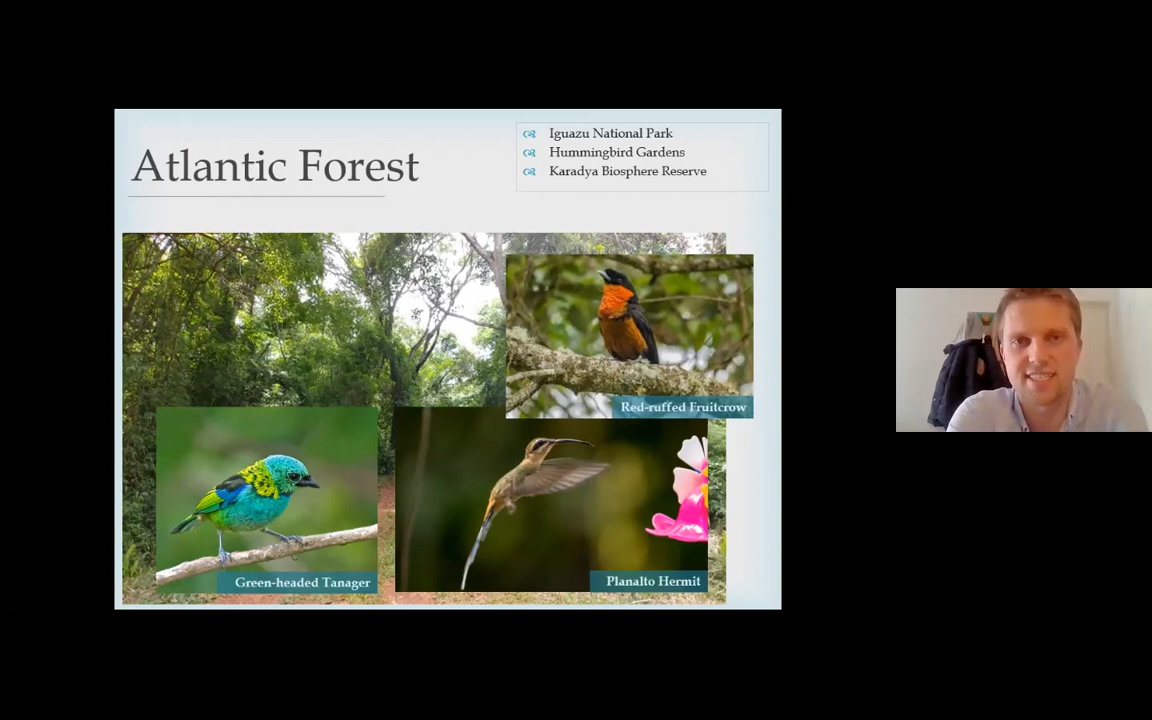 Atlantic Forest
Iguazu National Park
Hummingbird Gardens
Karadya Biosphere Reserve
Red-ruffed Fruitcrow
Green-headed Tanager
Planalto Hermit